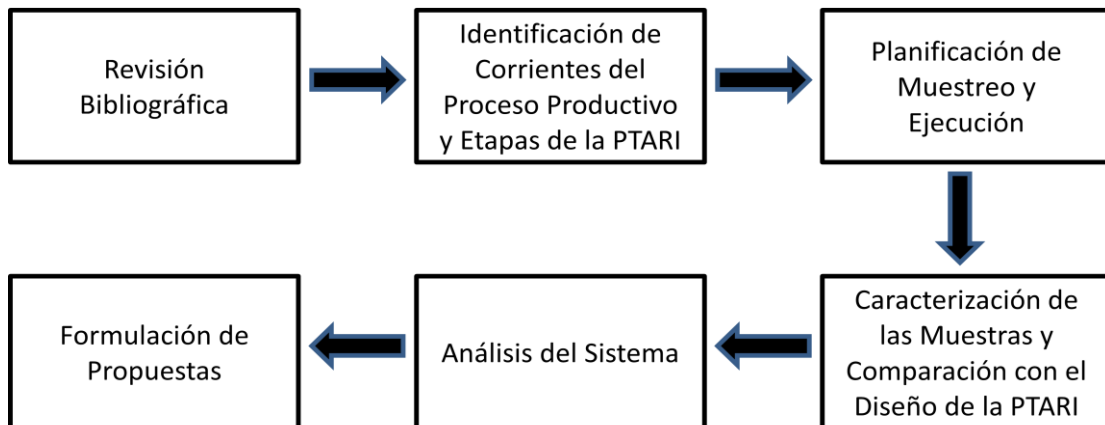 Revisión
Bibliográfica
Identificación de
Corrientes del
Proceso Productivo
y Etapas de la PTARI
Planificación de
Muestreo y
Ejecución
Caracterización de
las Muestras y
Comparación con el
Diseño de la PTARI
Análisis del Sistema
Formulación de
Propuestas